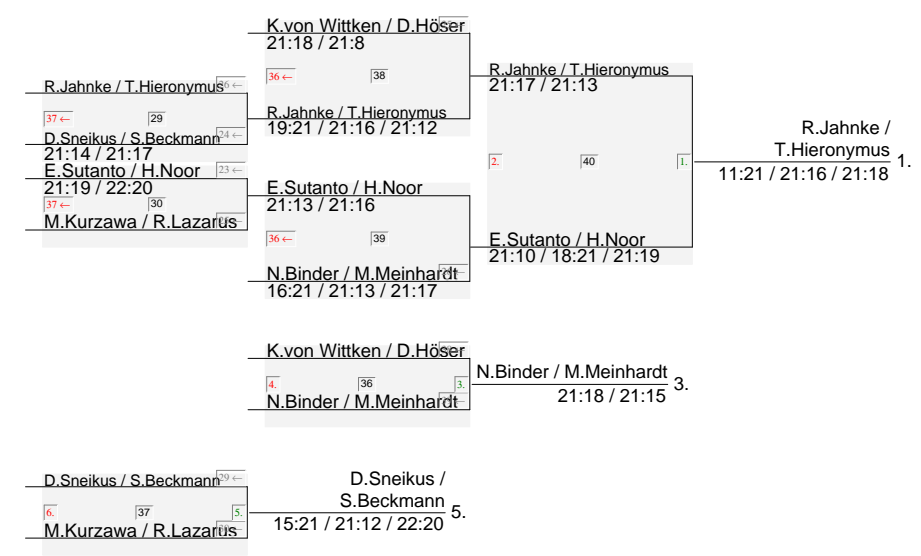 K.von Wittken / D.Höser
21:18 / 21:8
36 ←
38
R.Jahnke / T.Hieronymus
19:21 / 21:16 / 21:12
R.Jahnke / T.Hieronymus
37 ←
29
D.Sneikus / S.Beckmann
24 ←
21:14 / 21:17
E.Sutanto / H.Noor
23 ←
21:19 / 22:20
37 ←
30
M.Kurzawa / R.Lazarus
E.Sutanto / H.Noor
21:13 / 21:16
36 ←
39
N.Binder / M.Meinhardt
16:21 / 21:13 / 21:17
R.Jahnke / T.Hieronymus
21:17 / 21:13
2.
40
1.
E.Sutanto / H.Noor
21:10 / 18:21 / 21:19
R.Jahnke /
T.Hieronymus
1.
11:21 / 21:16 / 21:18
K.von Wittken / D.Höser
4.
36
3.
N.Binder / M.Meinhardt
N.Binder / M.Meinhardt
3.
21:18 / 21:15
D.Sneikus / S.Beckmann
29 ←
6.
37
5.
M.Kurzawa / R.Lazarus
D.Sneikus /
S.Beckmann
5.
15:21 / 21:12 / 22:20